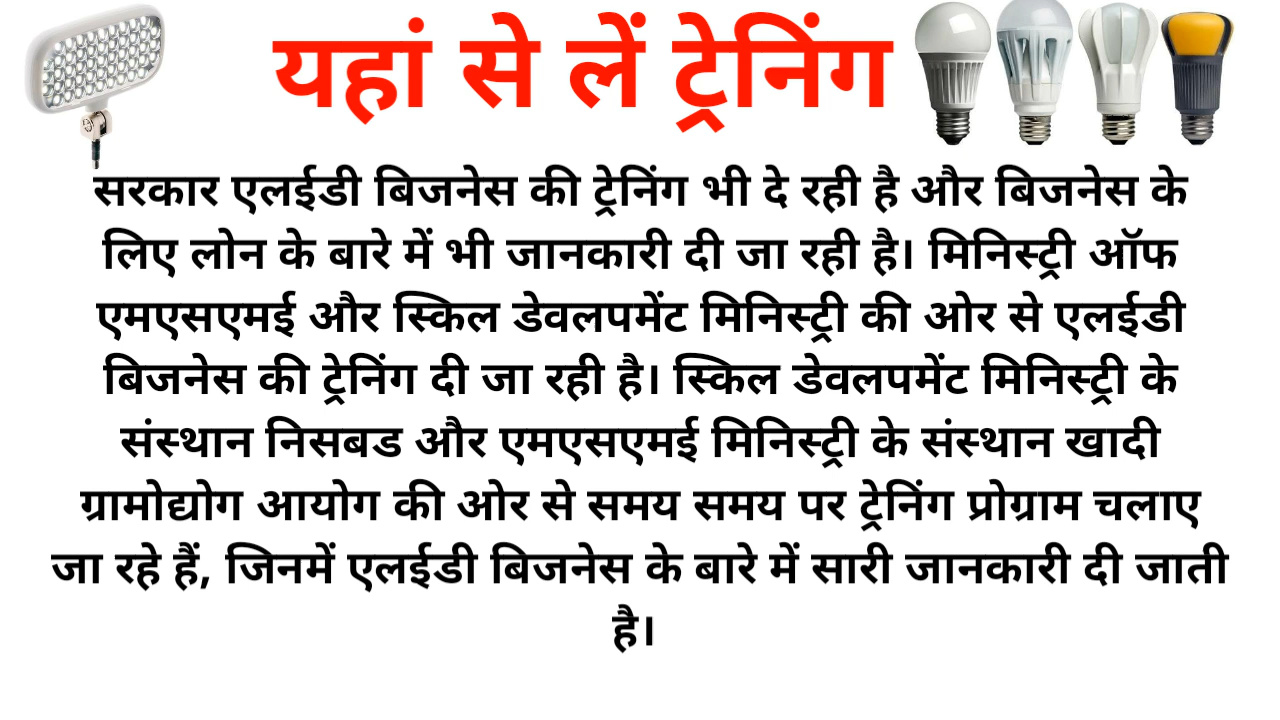 यहां से लें ट्रेनिंग
सरकार एलईडी बिजनेस की ट्रेनिंग भी दे रही है और बिजनेस के
लिए लोन के बारे में भी जानकारी दी जा रही है। मिनिस्ट्री ऑफ
एमएसएमई और स्किल डेवलपमेंट मिनिस्ट्री की ओर से एलईडी
बिजनेस की ट्रेनिंग दी जा रही है। स्किल डेवलपमेंट मिनिस्ट्री के
संस्थान निसबड और एमएसएमई मिनिस्ट्री के संस्थान खादी
ग्रामोद्योग आयोग की ओर से समय समय पर ट्रेनिंग प्रोग्राम चलाए
जा रहे हैं, जिनमें एलईडी बिजनेस के बारे में सारी जानकारी दी जाती
है।